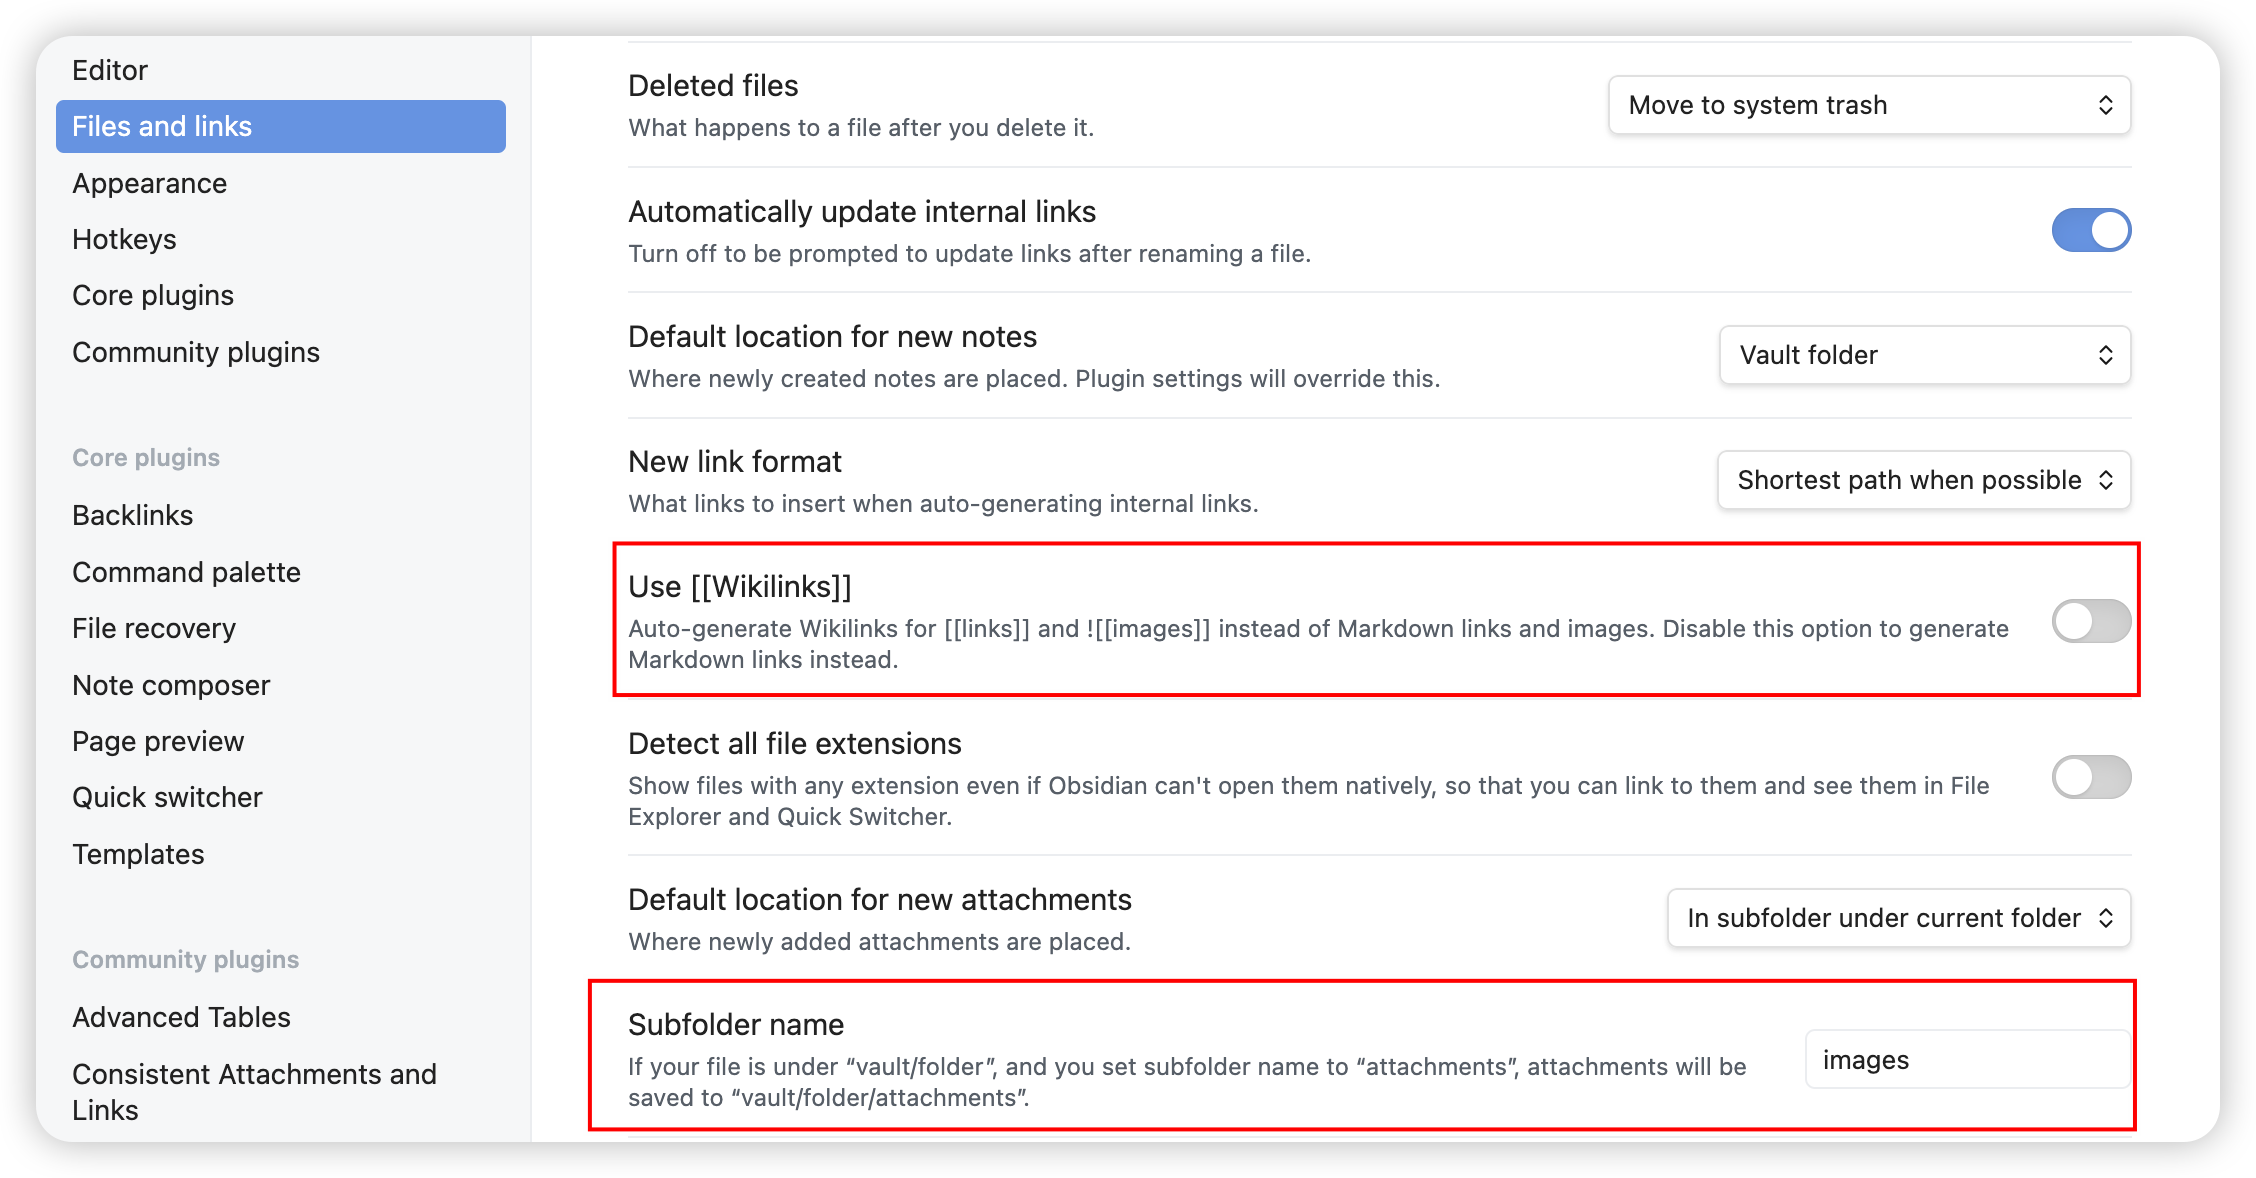 Editor
Files and links
Appearance
Hotkeys
Core plugins
Community plugins
Core plugins
Backlinks
Command palette
File recovery
Note composer
Page preview
Quick switcher
Templates
Community plugins
Advanced Tables
Consistent Attachments and
Links
Deleted files
What happens to a file after you delete it.
Move to system trash
Automatically update internal links
Turn off to be prompted to update links after renaming a file.
Default location for new notes
Where newly created notes are placed. Plugin settings will override this.
Vault folder
New link format
What links to insert when auto-generating internal links.
Shortest path when possible
Use [[Wikilinks]]
Auto-generate Wikilinks for [[links]] and ![[images]] instead of Markdown links and images. Disable this option to generate
Markdown links instead.
Detect all file extensions
Show files with any extension even if Obsidian can't open them natively, so that you can link to them and see them in File
Explorer and Quick Switcher.
Default location for new attachments
Where newly added attachments are placed.
In subfolder under current folder
Subfolder name
If your file is under “vault/folder”, and you set subfolder name to “attachments”, attachments will be
saved to “vault/folder/attachments”.
images